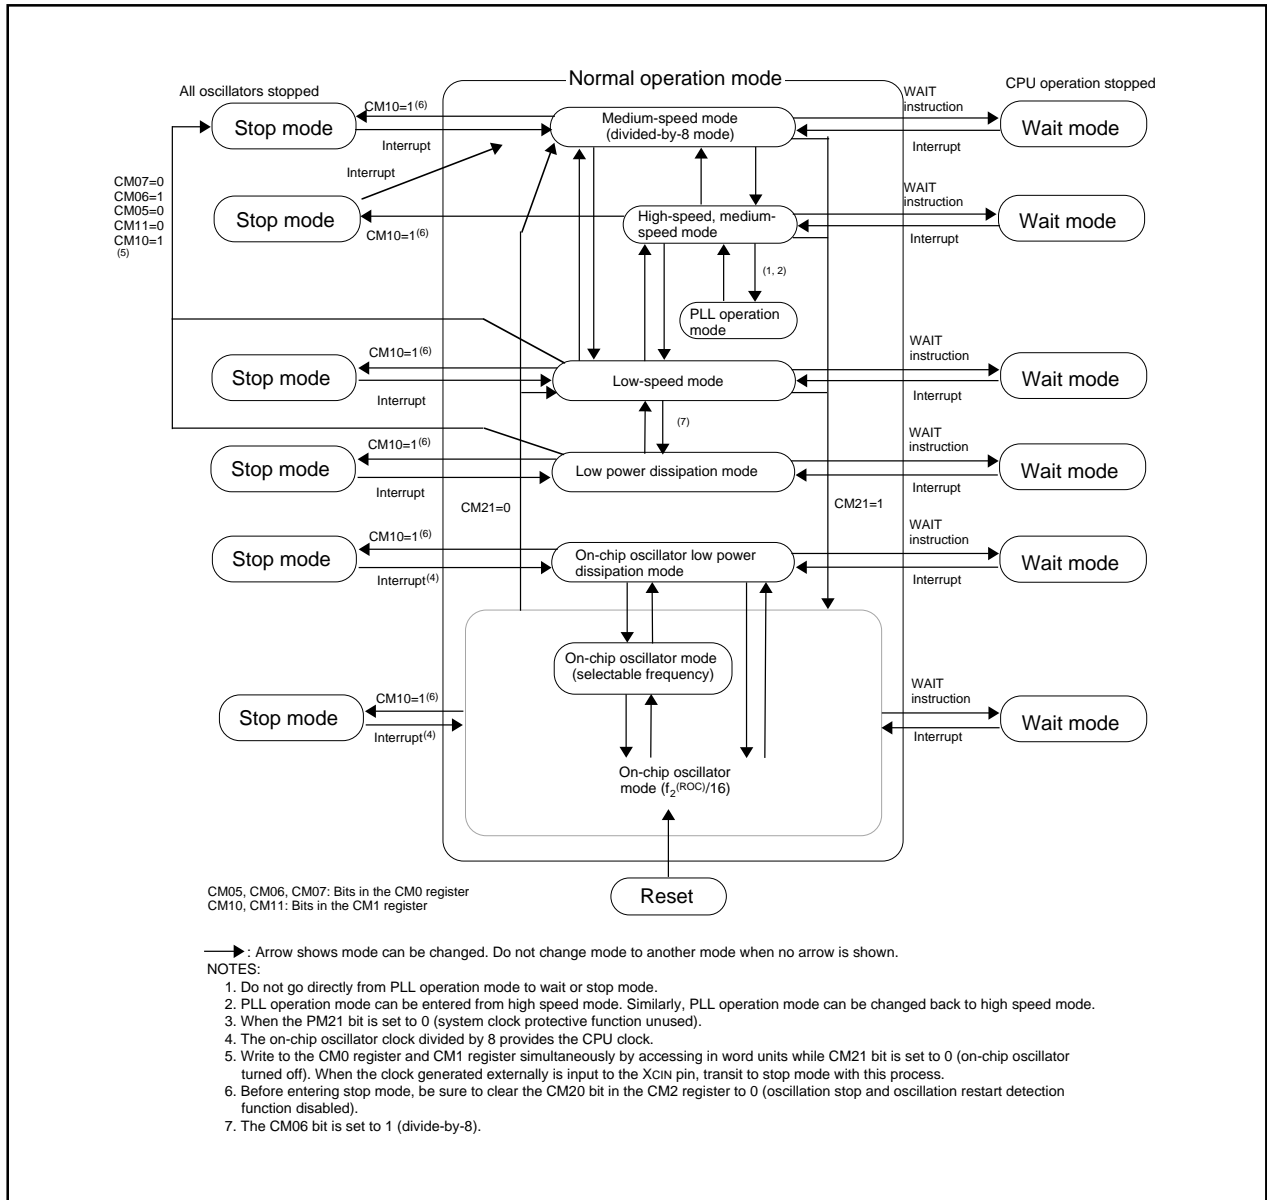 Normal operation mode
All oscillators stopped
CPU operation stopped
Stop mode
CM10=1(6)
Interrupt
Medium-speed mode
(divided-by-8 mode)
WAIT
instruction
Interrupt
Wait mode
CM07=0
CM06=1
CM05=0
CM11=0
CM10=1
(5)
Interrupt
Stop mode
CM10=1(6)
High-speed, medium-
speed mode
WAIT
instruction
Interrupt
Wait mode
(1, 2)
PLL operation
mode
Stop mode
CM10=1(6)
Interrupt
Low-speed mode
WAIT
instruction
Interrupt
Wait mode
(7)
Stop mode
CM10=1(6)
Interrupt
Low power dissipation mode
WAIT
instruction
Interrupt
Wait mode
CM21=0
CM21=1
Stop mode
CM10=1(6)
Interrupt(4)
On-chip oscillator low power
dissipation mode
WAIT
instruction
Interrupt
Wait mode
On-chip oscillator mode
(selectable frequency)
Stop mode
CM10=1(6)
Interrupt(4)
WAIT
instruction
Interrupt
Wait mode
On-chip oscillator
mode (f2(ROC)/16)
Reset
CM05, CM06, CM07: Bits in the CM0 register
CM10, CM11: Bits in the CM1 register
: Arrow shows mode can be changed. Do not change mode to another mode when no arrow is shown.
NOTES:
1. Do not go directly from PLL operation mode to wait or stop mode.
2. PLL operation mode can be entered from high speed mode. Similarly, PLL operation mode can be changed back to high speed mode.
3. When the PM21 bit is set to 0 (system clock protective function unused).
4. The on-chip oscillator clock divided by 8 provides the CPU clock.
5. Write to the CM0 register and CM1 register simultaneously by accessing in word units while CM21 bit is set to 0 (on-chip oscillator
turned off). When the clock generated externally is input to the XCIN pin, transit to stop mode with this process.
6. Before entering stop mode, be sure to clear the CM20 bit in the CM2 register to 0 (oscillation stop and oscillation restart detection
function disabled).
7. The CM06 bit is set to 1 (divide-by-8).